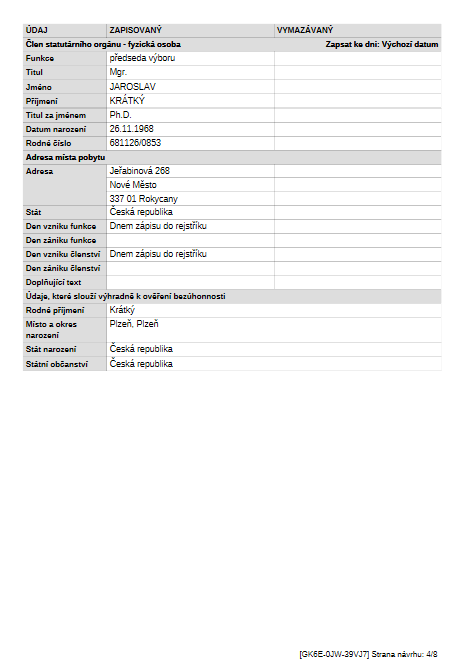 ÚDAJ ZAPISOVANÝ VYMAZÁVANÝ
Člen statutárního orgánu - fyzická osoba Zapsat ke dni: Výchozí datum
Funkce předseda výboru
Titul Mgr.
Jméno JAROSLAV
Příjmení KRÁTKÝ
Titul za jménem Ph.D.
Datum narození 26.11.1968
Rodné číslo 681126/0853
Adresa místa pobytu
Adresa Jeřabinová 268
Nové Město
337 01 Rokycany
Stát Česká republika
Den vzniku funkce Dnem zápisu do rejstříku
Den zániku funkce
Den vzniku členství Dnem zápisu do rejstříku
Den zániku členství
Doplňující text
Údaje, které slouží výhradně k ověření bezúhonnosti
Rodné příjmení Krátký
Místo a okres Plzeň, Plzeň
narození
Stát narození Česká republika
Státní občanství Česká republika
[GK6E-0JW-39VJ7] Strana návrhu: 4/8